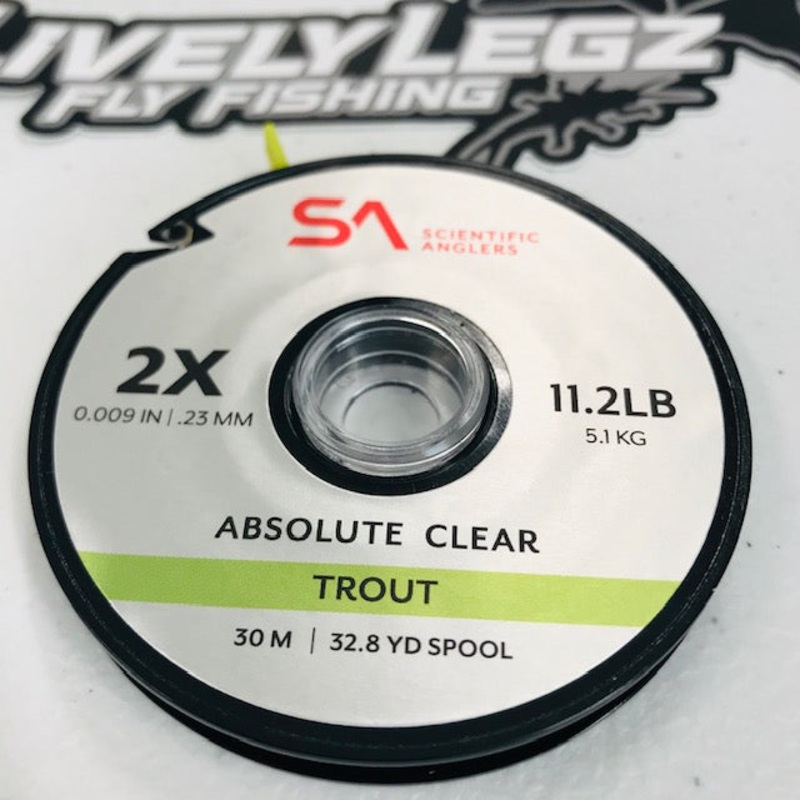 LIVELYLEGZ
FLY FISHING
SA
SCIENTIFIC
ANGLERS
2X
0.009 IN | .23 MM
11.2LB
5.1 KG
ABSOLUTE CLEAR
TROUT
30 M | 32.8 YD SPOOL